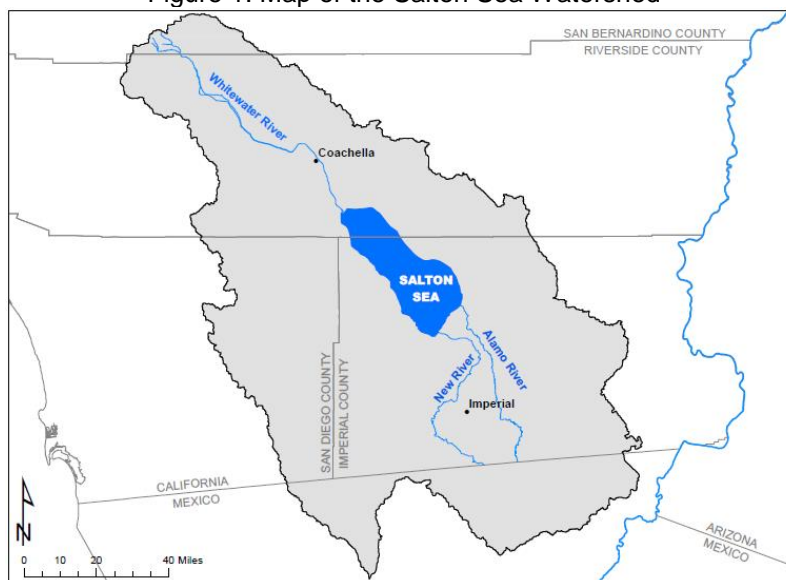 Figure 1: Map of the Salton Sea Watershed
SAN BERNARDINO COUNTY
RIVERSIDE COUNTY
Whitewater River
Coachella
SALTON
SEA
SAN DIEGO COUNTY
IMPERIAL COUNTY
New River
Alamo River
Imperial
CALIFORNIA
MEXICO
ARIZONA
MEXICO
N
0 10 20 40 Miles